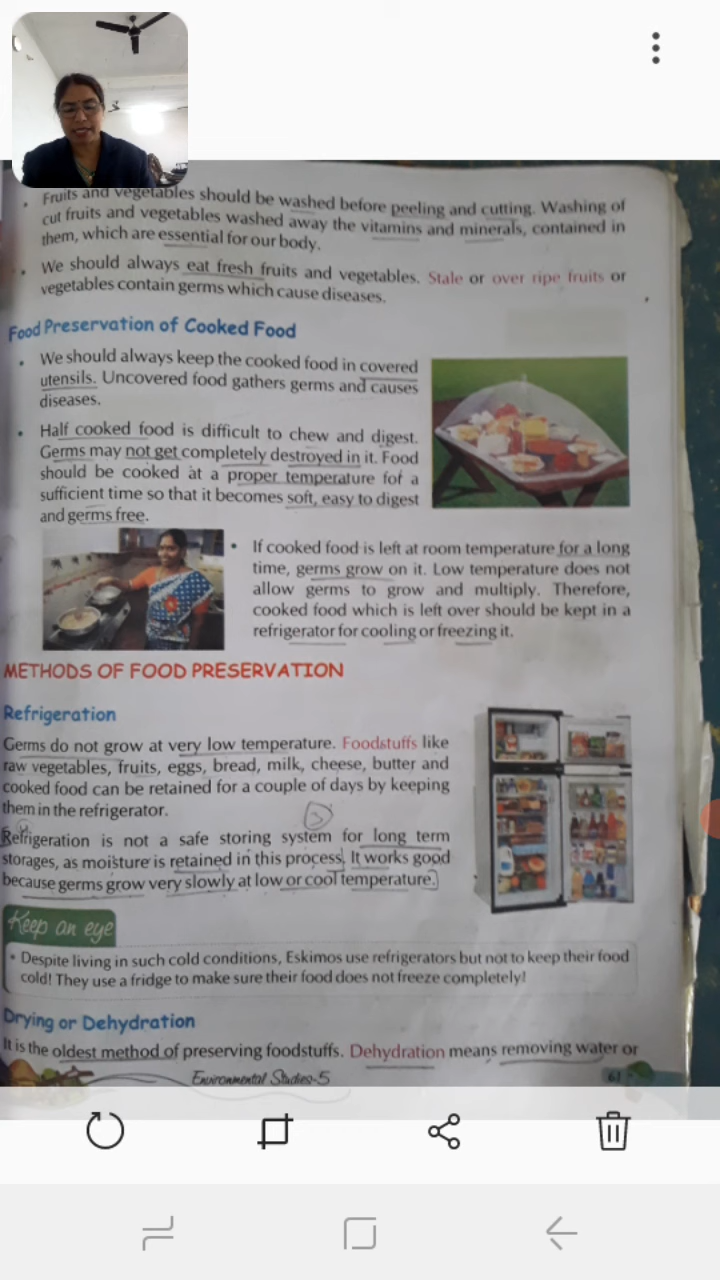 Fruits and vegetables should be washed before peeling and cutting. Washing of
cut fruits and vegetables washed away the vitamins and minerals, contained in
them, which are essential for our body.
We should always eat fresh fruits and vegetables. Stale or over ripe fruits or
vegetables contain germs which cause diseases.
Food Preservation of Cooked Food
• We should always keep the cooked food in covered
utensils. Uncovered food gathers germs and causes
diseases.
• Half cooked food is difficult to chew and digest.
Germs may not get completely destroyed in it. Food
should be cooked at a proper temperature for a
sufficient time so that it becomes soft, easy to digest
and germs free.
• If cooked food is left at room temperature for a long
time, germs grow on it. Low temperature does not
allow germs to grow and multiply. Therefore,
cooked food which is left over should be kept in a
refrigerator for cooling or freezing it.
METHODS OF FOOD PRESERVATION
Refrigeration
Germs do not grow at very low temperature. Foodstuffs like
raw vegetables, fruits, eggs, bread, milk, cheese, butter and
cooked food can be retained for a couple of days by keeping
them in the refrigerator.
3
Refrigeration is not a safe storing system for long term
storages, as moisture is retained in this process. It works good
because germs grow very slowly at low or cool temperature.
Keep an eye
• Despite living in such cold conditions, Eskimos use refrigerators but not to keep their food
cold! They use a fridge to make sure their food does not freeze completely!
Drying or Dehydration
It is the oldest method of preserving foodstuffs. Dehydration means removing water or
Environmental Studies-5
61